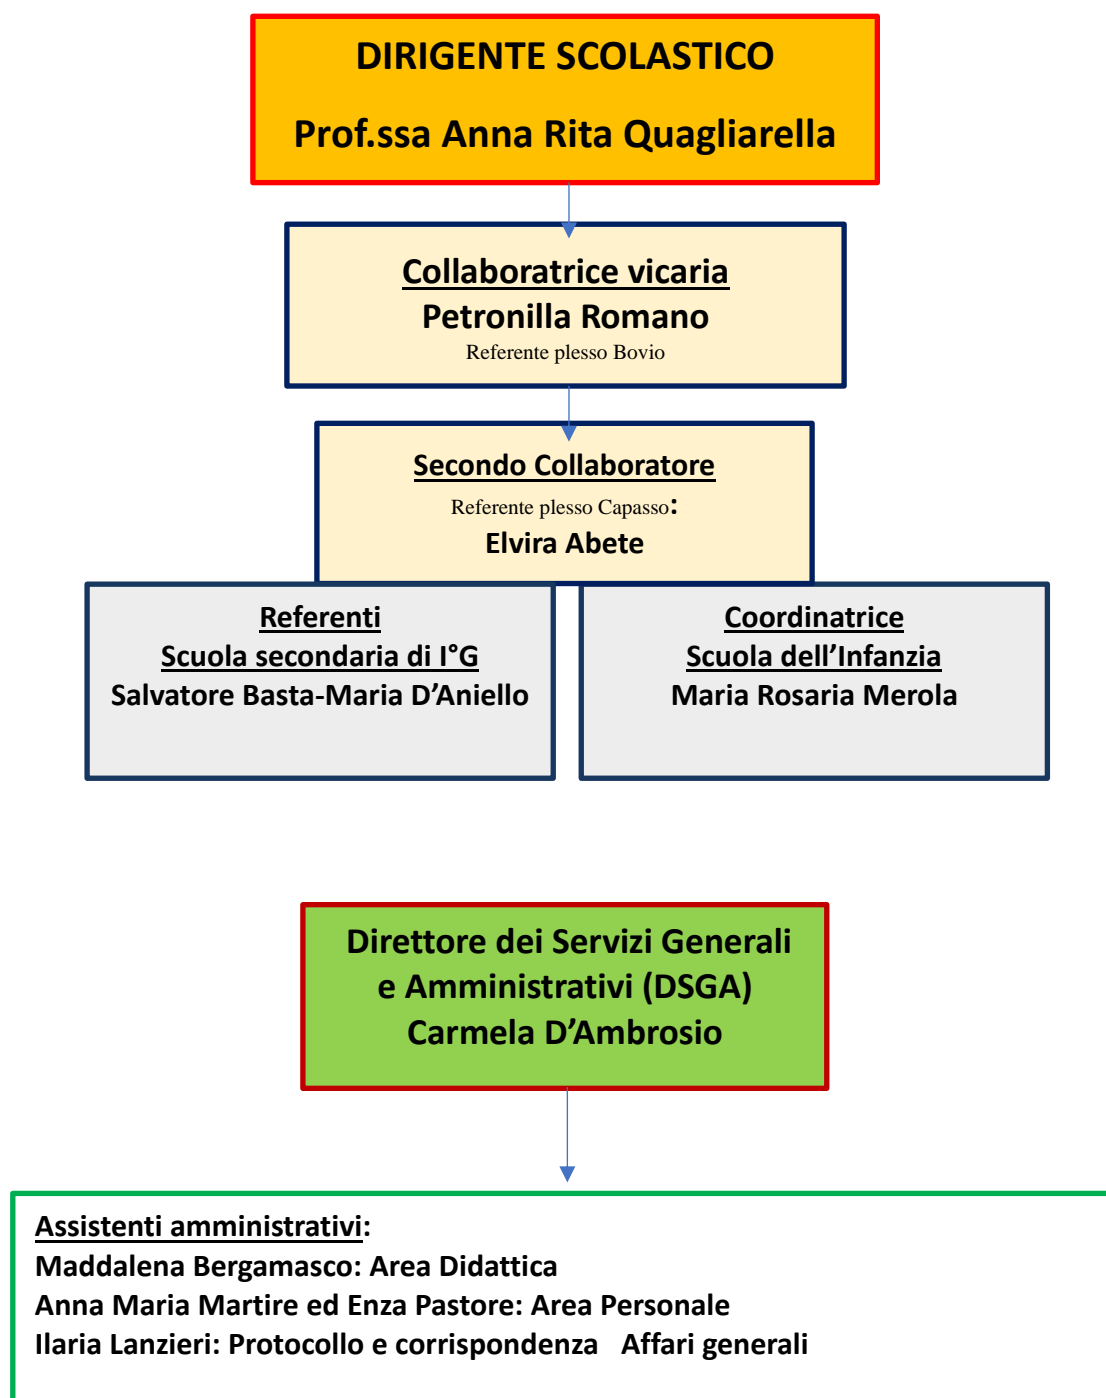 DIRIGENTE SCOLASTICO
Prof.ssa Anna Rita Quagliarella
Collaboratrice vicaria
Petronilla Romano
Referente plesso Bovio
Secondo Collaboratore
Referente plesso Capasso:
Elvira Abete
Referenti
Scuola secondaria di I°G
Salvatore Basta-Maria D’Aniello
Coordinatrice
Scuola dell’Infanzia
Maria Rosaria Merola
Direttore dei Servizi Generali
e Amministrativi (DSGA)
Carmela D’Ambrosio
Assistenti amministrativi:
Maddalena Bergamasco: Area Didattica
Anna Maria Martire ed Enza Pastore: Area Personale
Ilaria Lanzieri: Protocollo e corrispondenza   Affari generali